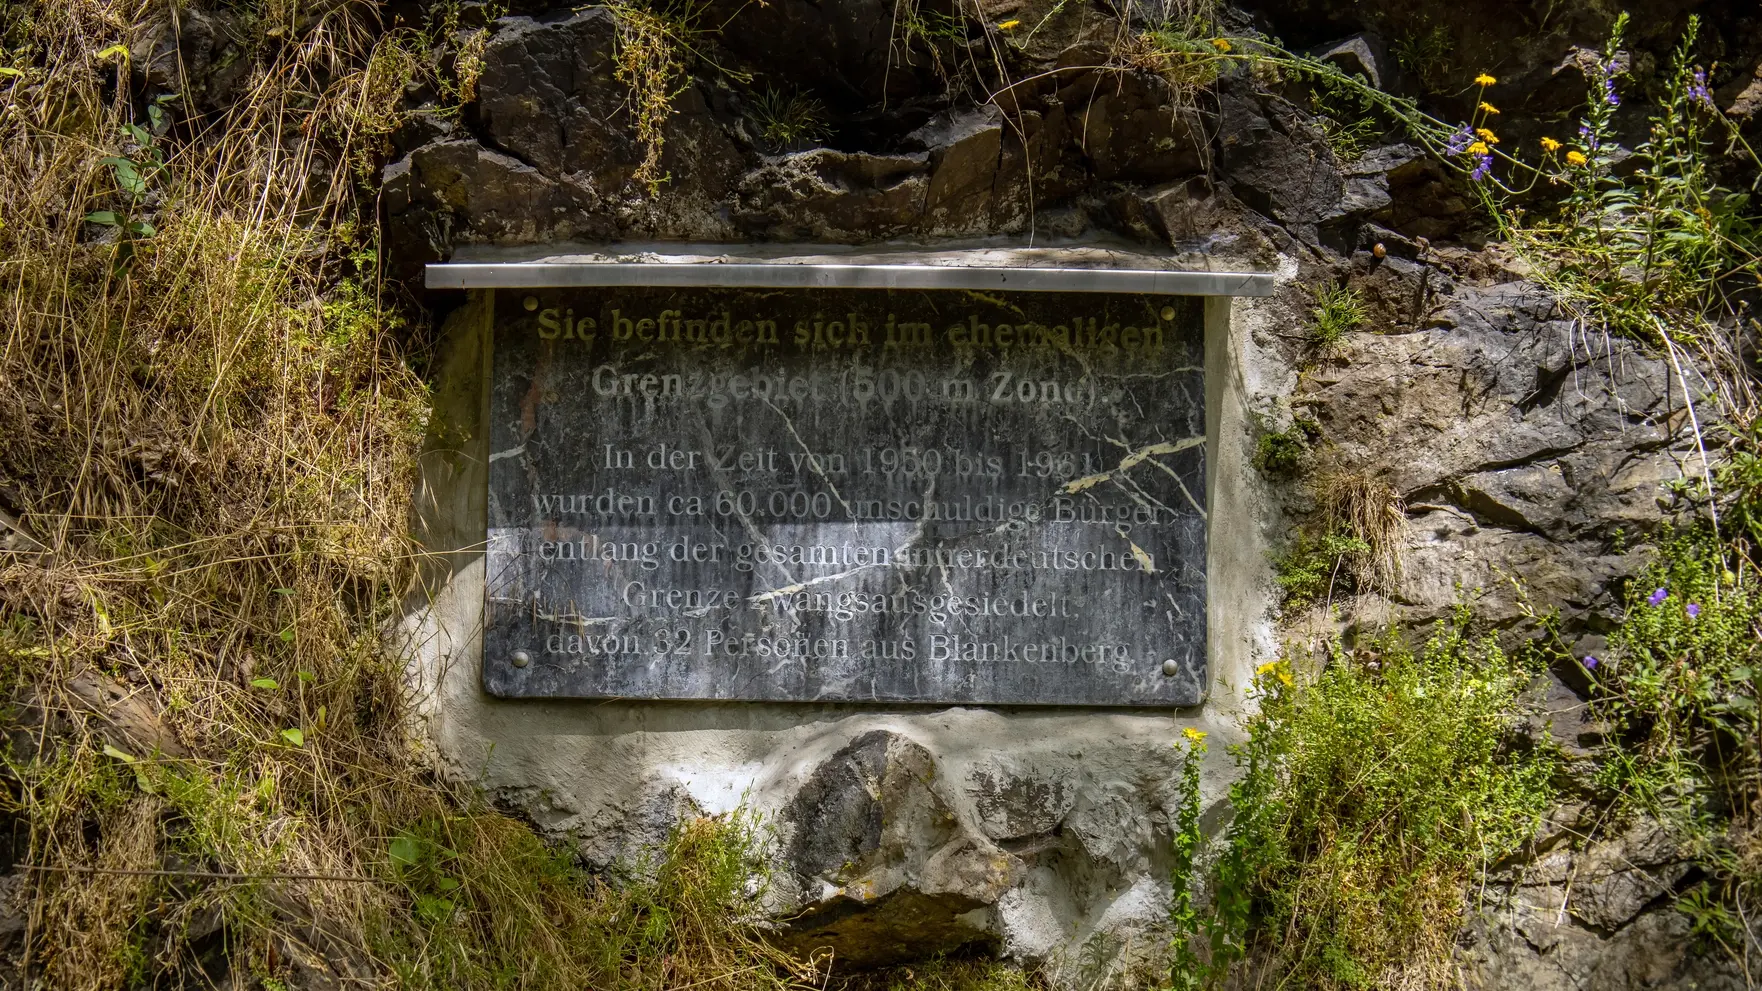 Sie befinden sich im ehemaligen
Grenzgebiet (500 m Zone).
In der Zeit von 1950 bis 1961
wurden ca 60.000 unschuldige Bürger
entlang der gesamten innerdeutschen
Grenze zwangsausgesiedelt.
davon 32 Personen aus Blankenberg.